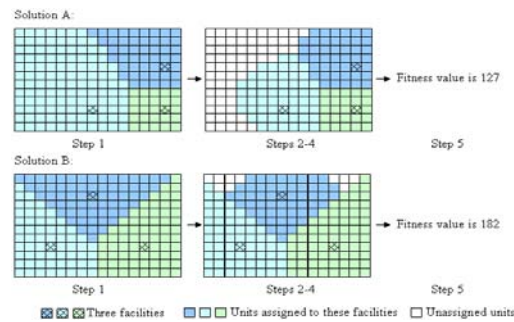 Solution A:
Fitness value is 127
Step 1
Steps 2-4
Step 5
Solution B:
Fitness value is 182
Step 1
Steps 2-4
Step 5
Three facilities
Units assigned to these facilities
Unassigned units